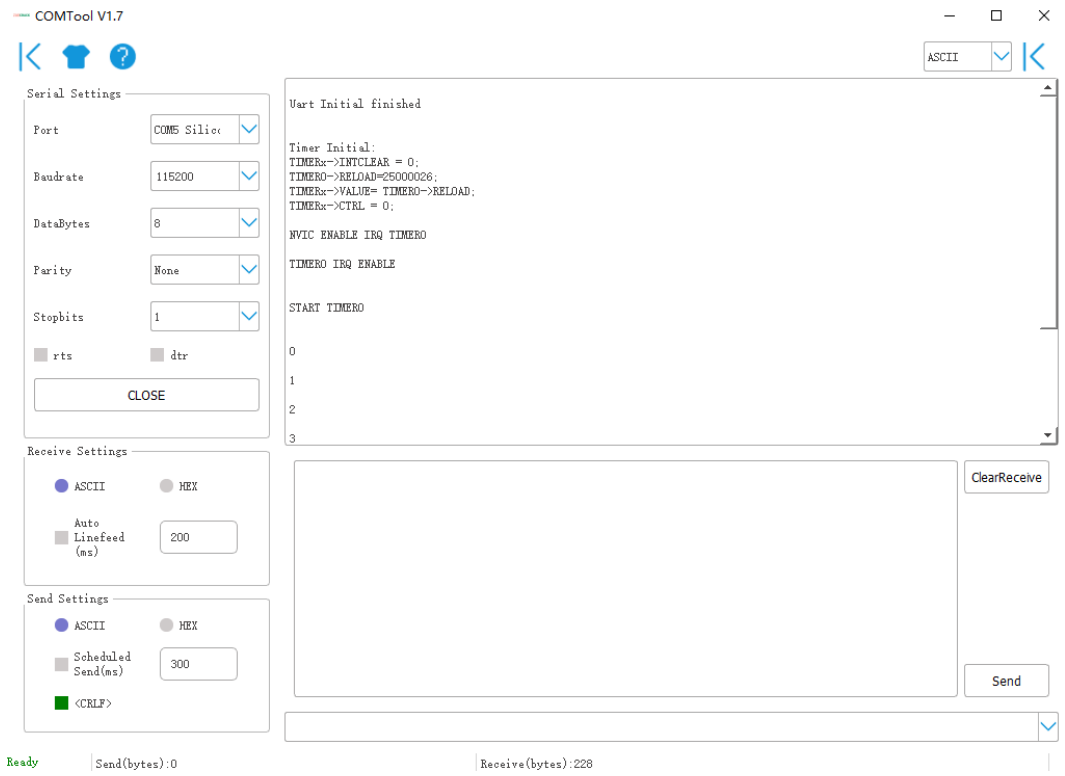 COMTool V1.7
ASCII
Serial Settings
Port
COM5 Silic
Baudrate
115200
DataBytes
8
Parity
None
Stopbits
1
rts
dtr
CLOSE
Receive Settings
ASCII
HEX
Auto
Linefeed
(ms)
200
Send Settings
ASCII
HEX
Scheduled
Send(ms)
300
<CRLF>
Uart Initial finished
Timer Initial:
TIMERx->INTCLEAR = 0;
TIMER0->RELOAD=25000026;
TIMERx->VALUE= TIMER0->RELOAD;
TIMERx->CTRL = 0;
NVIC ENABLE IRQ TIMER0
TIMER0 IRQ ENABLE
START TIMER0
0
1
2
3
ClearReceive
Send
Ready
Send(bytes):0
Receive(bytes):228